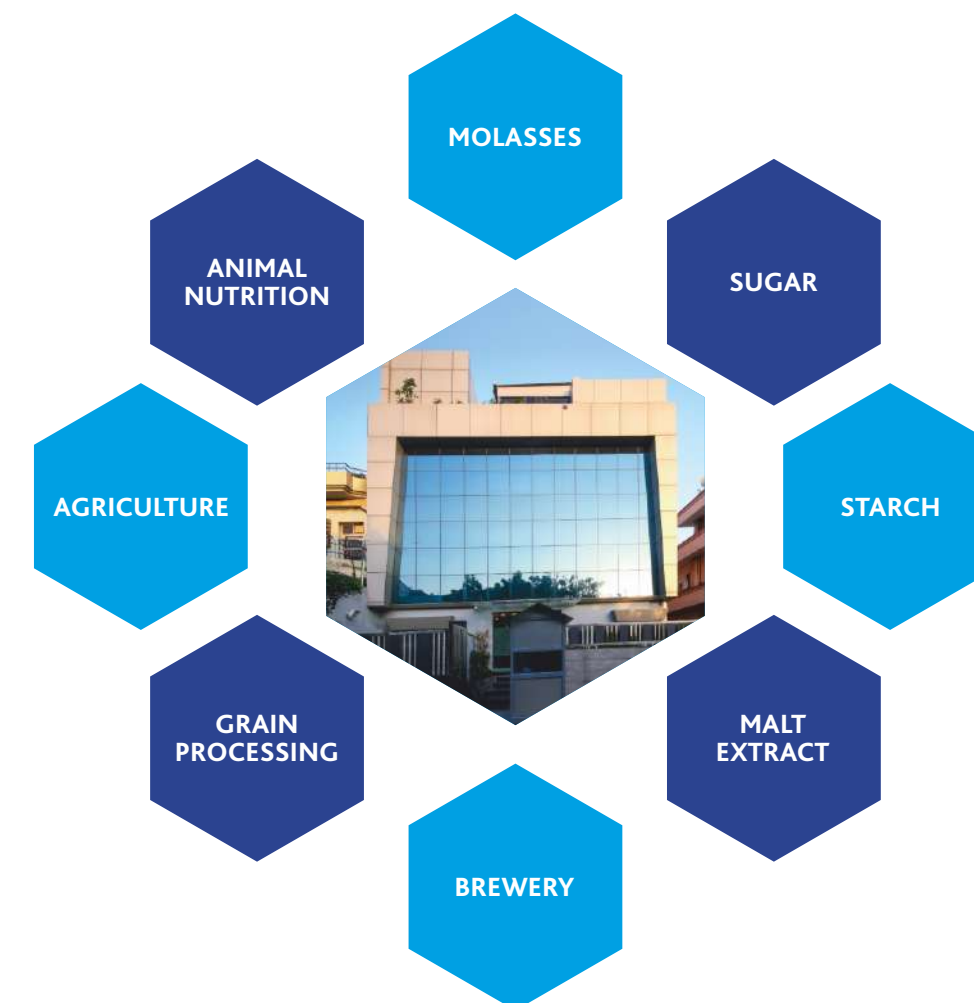 MOLASSES
ANIMAL
NUTRITION
SUGAR
AGRICULTURE
STARCH
GRAIN
PROCESSING
MALT
EXTRACT
BREWERY